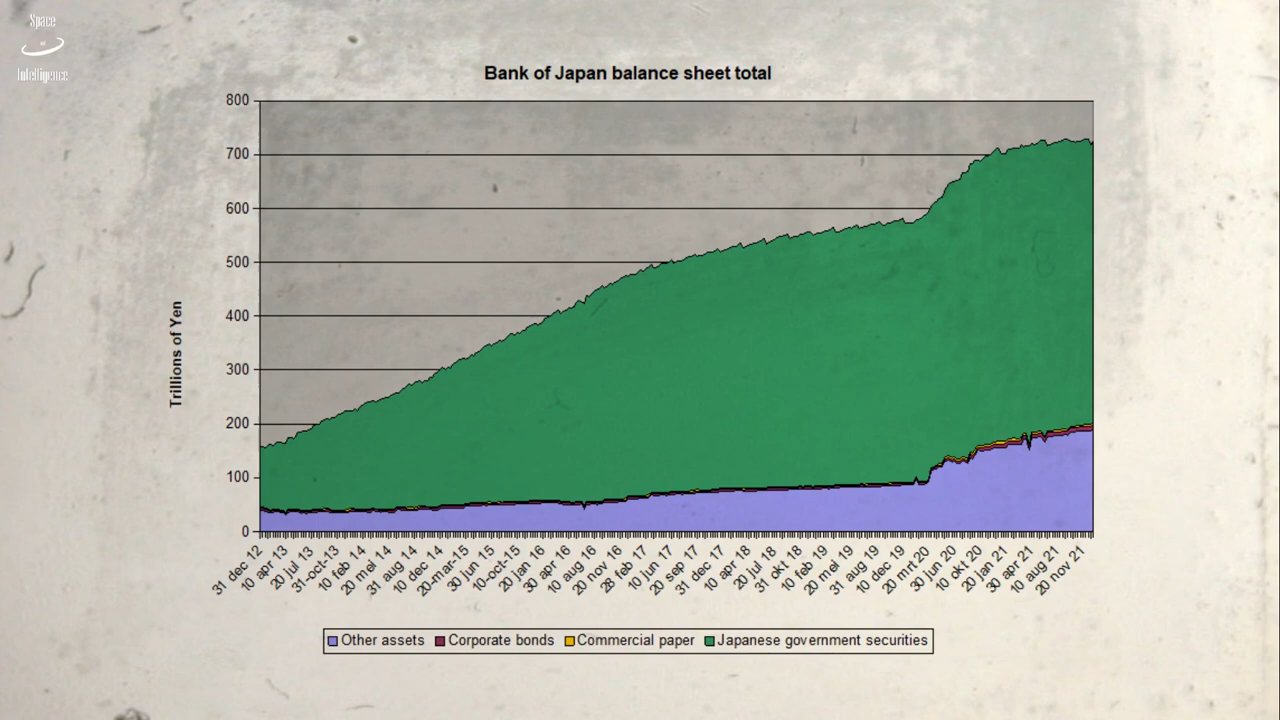 Space
Intelligence
Bank of Japan balance sheet total
800
700
600
500
400
300
200
100
0
Trillions of Yen
31 dec 12
10 apr 13
20 jul 13
31-oct-13
10 feb 14
20 mei 14
31 aug 14
10 dec 14
20-mar-15
30 jun 15
10-oct-15
20 jan 16
30 apr 16
10 aug 16
20 nov 16
28 feb 17
10 jun 17
20 sep 17
31 dec 17
10 apr 18
20 jul 18
31 okt 18
10 feb 19
20 mei 19
31 aug 19
10 dec 19
20 mrt 20
30 jun 20
10 okt 20
20 jan 21
30 apr 21
10 aug 21
20 nov 21
Other assets Corporate bonds Commercial paper Japanese government securities